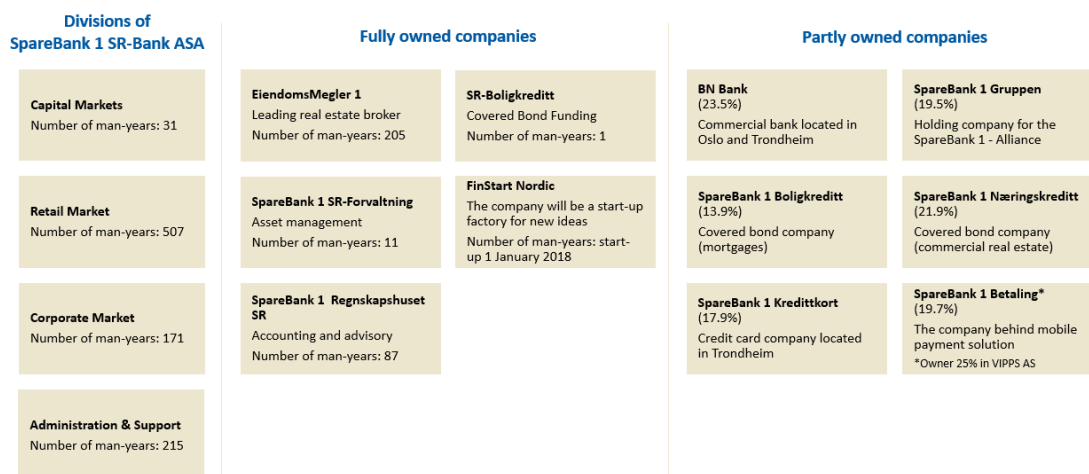 Divisions of
SpareBank 1 SR-Bank ASA
Capital Markets
Number of man-years: 31
Retail Market
Number of man-years: 507
Corporate Market
Number of man-years: 171
Administration & Support
Number of man-years: 215
Fully owned companies
EiendomsMegler 1
Leading real estate broker
Number of man-years: 205
SR-Boligkreditt
Covered Bond Funding
Number of man-years: 1
SpareBank 1 SR-Forvaltning
Asset management
Number of man-years: 11
FinStart Nordic
The company will be a start-up
factory for new ideas
Number of man-years: start-
up 1 January 2018
SpareBank 1 Regnskapshuset
SR
Accounting and advisory
Number of man-years: 87
Partly owned companies
BN Bank
(23.5%)
Commercial bank located in
Oslo and Trondheim
SpareBank 1 Gruppen
(19.5%)
Holding company for the
SpareBank 1 - Alliance
SpareBank 1 Boligkreditt
(13.9%)
Covered bond company
(mortgages)
SpareBank 1 Næringskreditt
(21.9%)
Covered bond company
(commercial real estate)
SpareBank 1 Kredittkort
(17.9%)
Credit card company located
in Trondheim
SpareBank 1 Betaling*
(19.7%)
The company behind mobile
payment solution
*Owner 25% in VIPPS AS